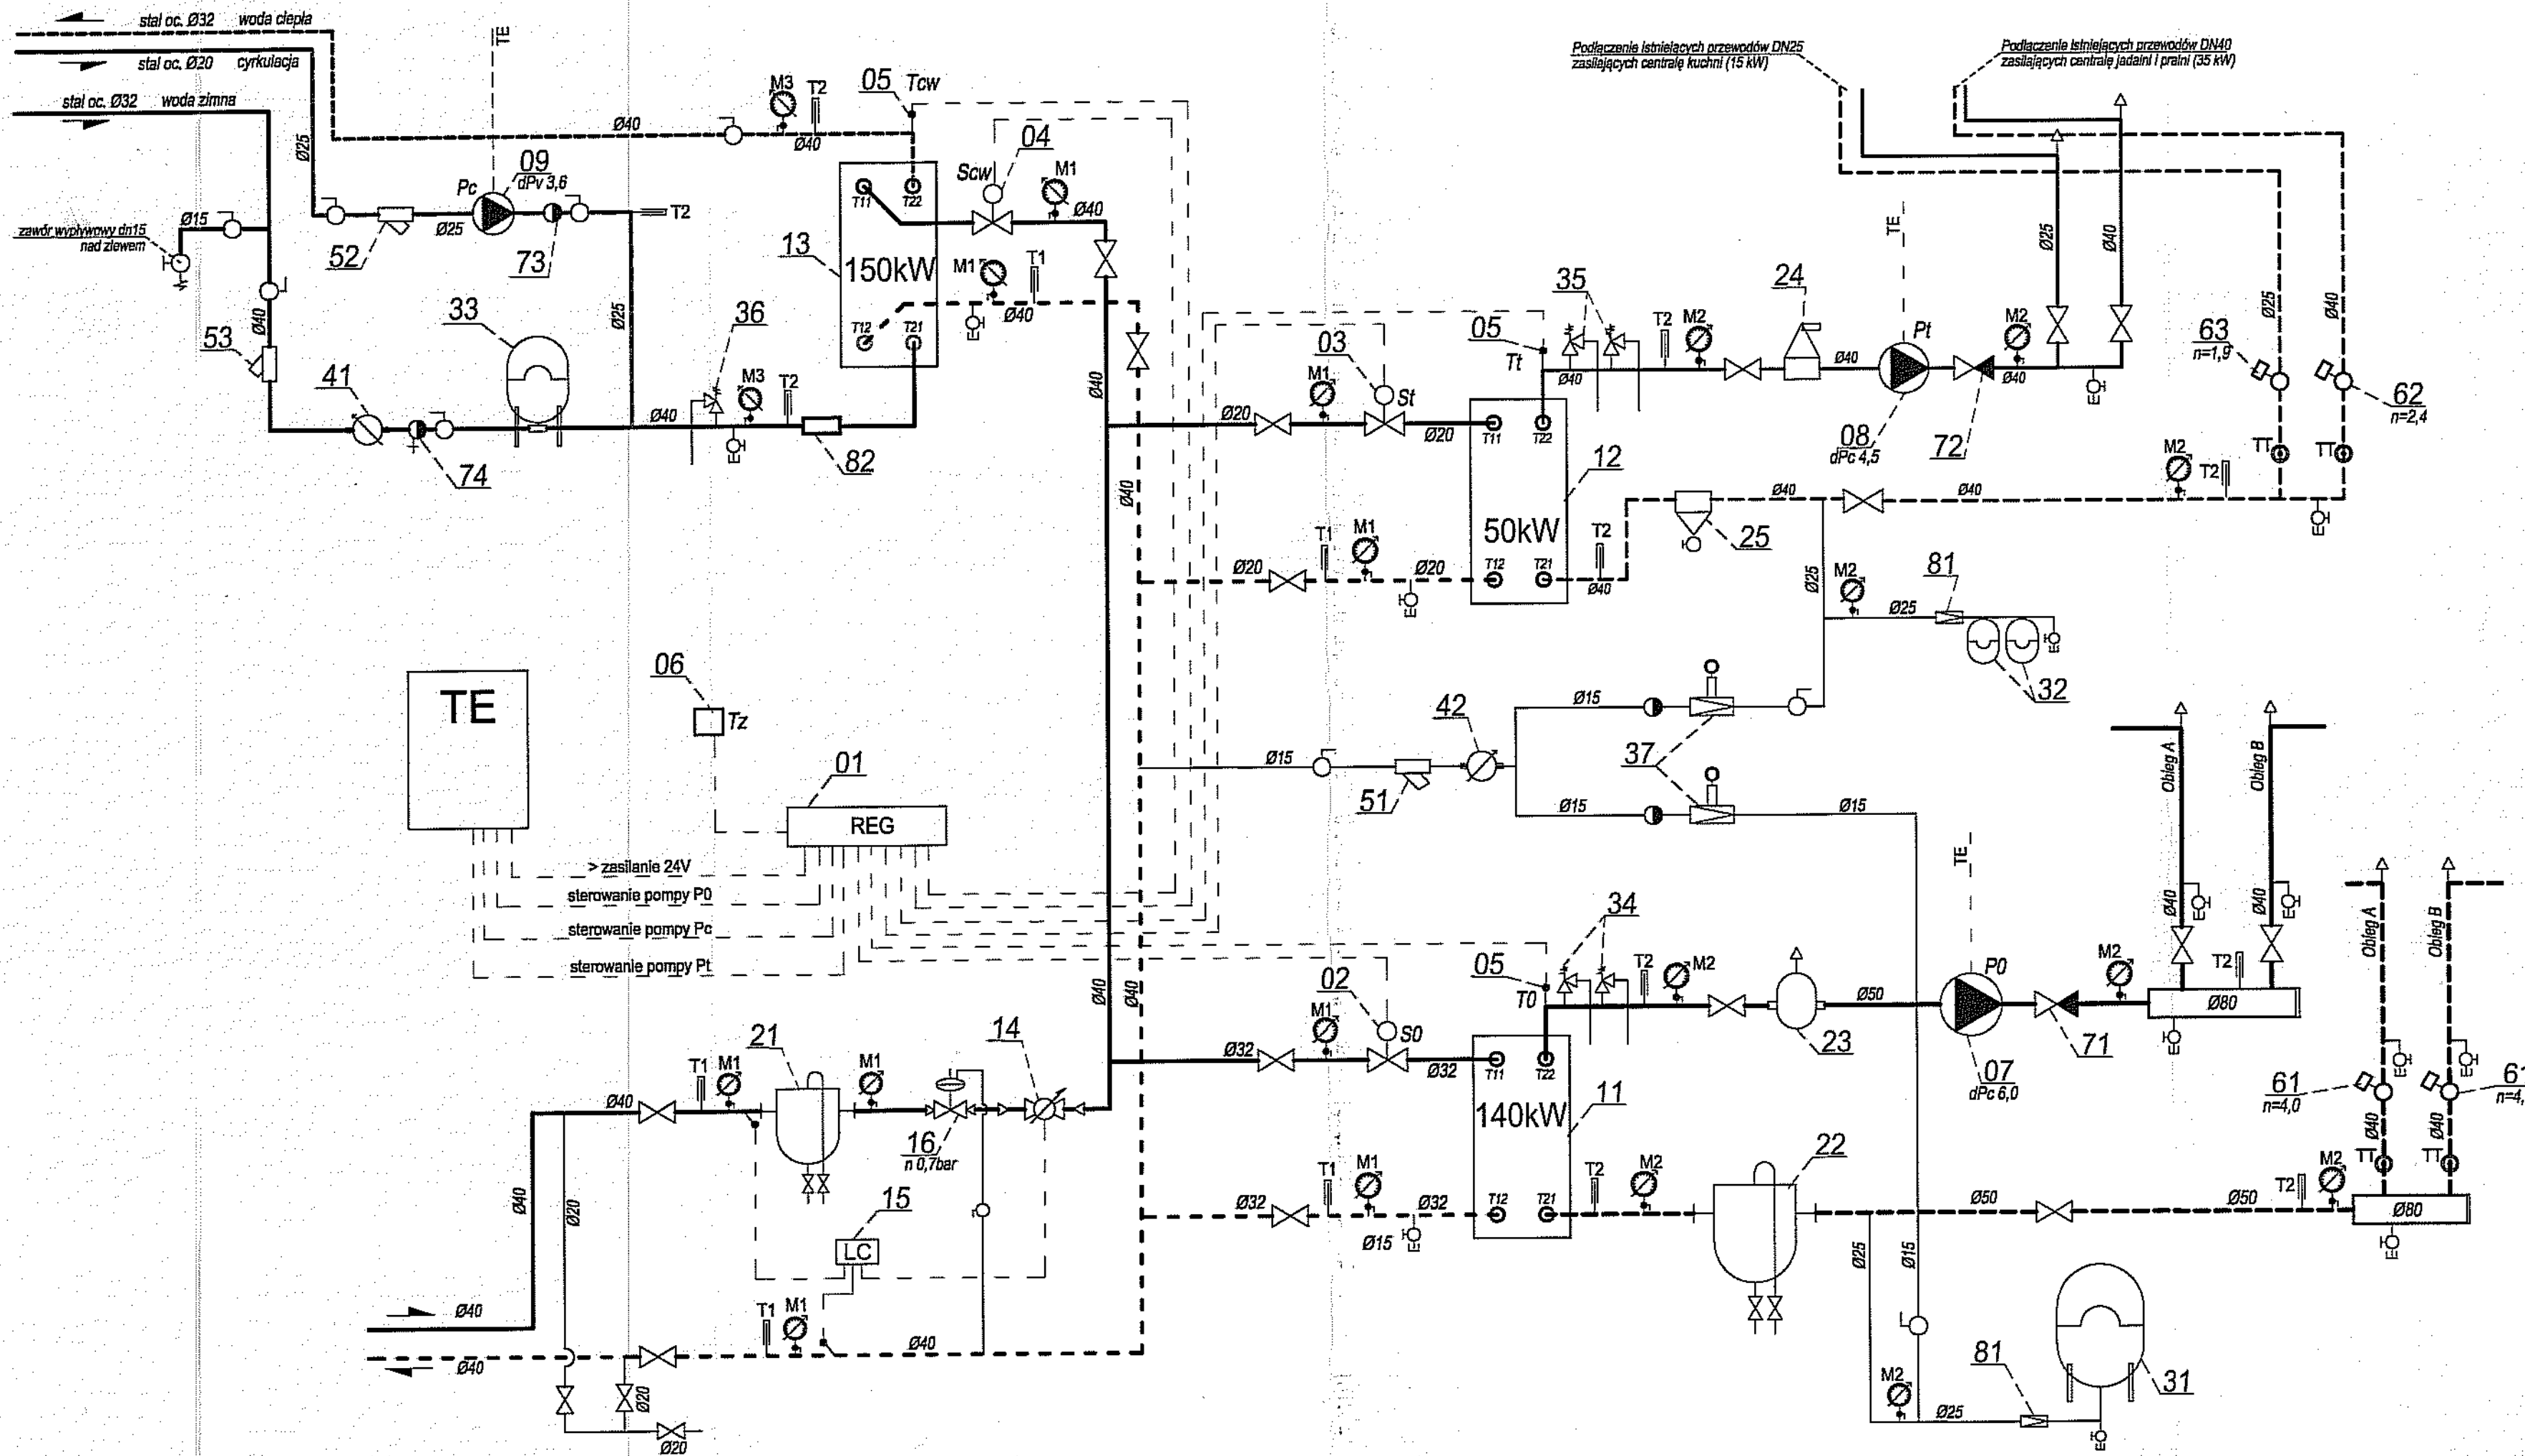 stal oc. Ø32 woda ciepła
stal oc. Ø20 cyrkulacja
stal oc. Ø32 woda zimna
TE
Ø25
Ø40
M3
T2
Ø40
05 Tcw
04
Scw
M1
Ø40
T11
T22
13
150kW
M1
T1
Ø40
T12
T21
Pc
09
dPv 3,6
T2
Ø15
zawór wypływowy dn15
nad zlewem
52
Ø25
73
Ø40
33
Ø25
36
53
41
74
Ø40
M3
T2
82
Ø40
Ø40
Podłączenie istniejących przewodów DN25
zasilających centralę kuchni (15 kW)
Podłączenie istniejących przewodów DN40
zasilających centralę jadalni i pralni (35 kW)
TE
Ø25
Ø40
Ø25
Ø40
35
24
05
Tt
T2
M2
Ø40
Ø40
Pt
M2
Ø40
63
n=1,9
62
n=2,4
03
M1
St
Ø20
Ø20
T11
T22
08
dPc 4,5
72
12
50kW
M2
T2
TT
TT
Ø40
Ø40
25
T1
M1
T2
Ø20
Ø20
T12
T21
Ø40
Ø25
M2
81
Ø25
32
TE
06
Tz
01
REG
> zasilanie 24V
sterowanie pompy P0
sterowanie pompy Pc
sterowanie pompy Pt
42
Ø15
Ø15
37
51
Ø15
Ø15
Obieg A
Obieg B
TE
Ø40
Ø40
Obieg A
Obieg B
34
05
T0
T2
M2
Ø50
P0
M2
T2
Ø80
23
07
dPc 6,0
71
61
n=4,0
61
n=4,
Ø40
Ø40
TT
TT
Ø40
Ø40
02
M1
S0
Ø32
Ø32
T11
T22
11
140kW
21
T1
M1
M1
14
Ø40
16
n 0,7bar
15
LC
22
T1
M1
T2
M2
Ø32
Ø32
T12
T21
Ø15
Ø50
T2
M2
Ø50
Ø80
Ø40
Ø20
Ø25
Ø15
Ø40
T1
M1
Ø40
Ø40
M2
81
Ø25
31
Ø20
Ø20